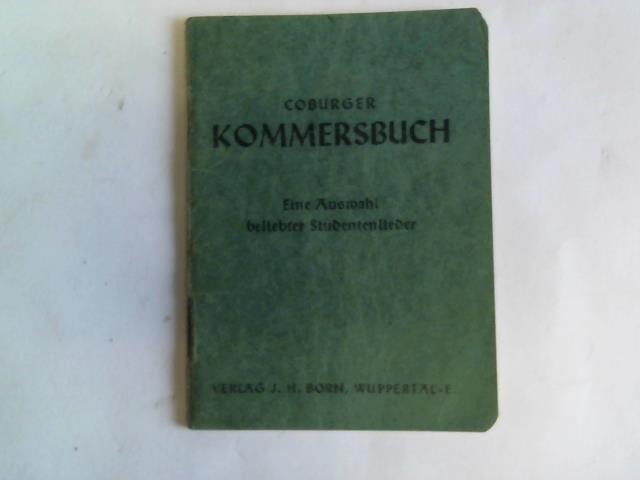 COBURGER
KOMMERSBUCH
Eine Auswahl
beliebter Studentenlieder
VERLAG J. H. BORN, WUPPERTAL-E.